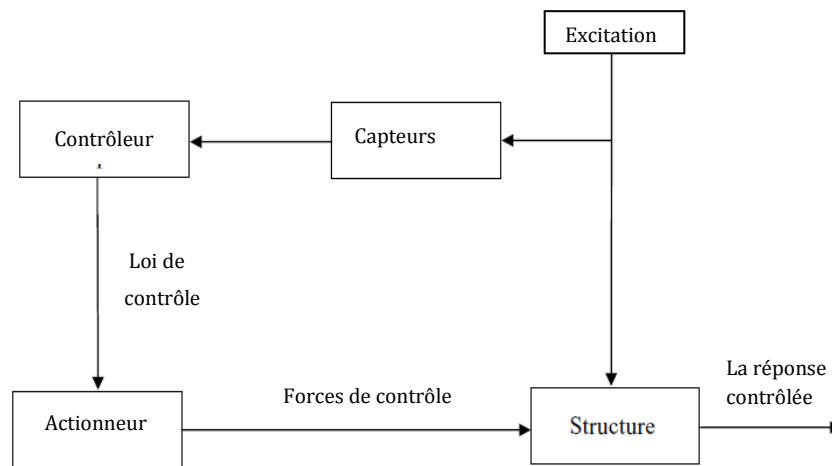 Excitation
Contrôleur
Capteurs
Loi de
contrôle
La réponse
contrôlée
Forces de contrôle
Actionneur
Structure